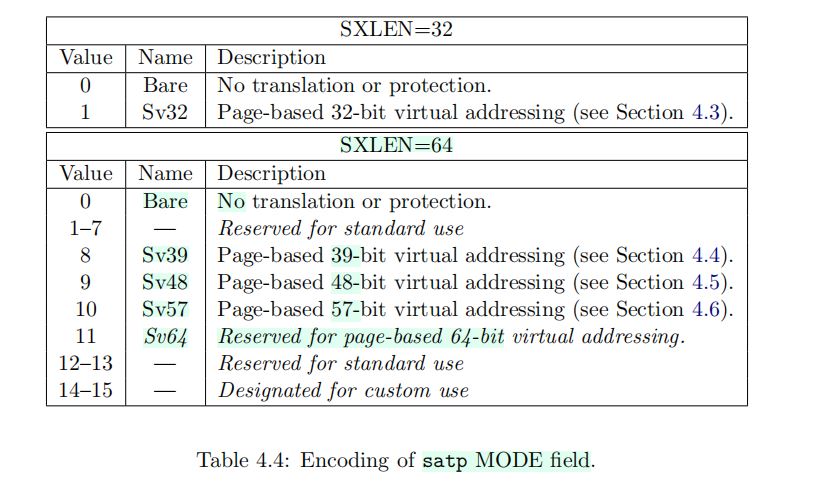 SXLEN=32
Value Name Description
0 Bare No translation or protection.
1 Sv32 Page-based 32-bit virtual addressing (see Section 4.3).
SXLEN=64
Value Name Description
0 Bare No translation or protection.
1–7 — Reserved for standard use
8 Sv39 Page-based 39-bit virtual addressing (see Section 4.4).
9 Sv48 Page-based 48-bit virtual addressing (see Section 4.5).
10 Sv57 Page-based 57-bit virtual addressing (see Section 4.6).
11 Sv64 Reserved for page-based 64-bit virtual addressing.
12–13 — Reserved for standard use
14–15 — Designated for custom use
Table 4.4: Encoding of satp MODE field.